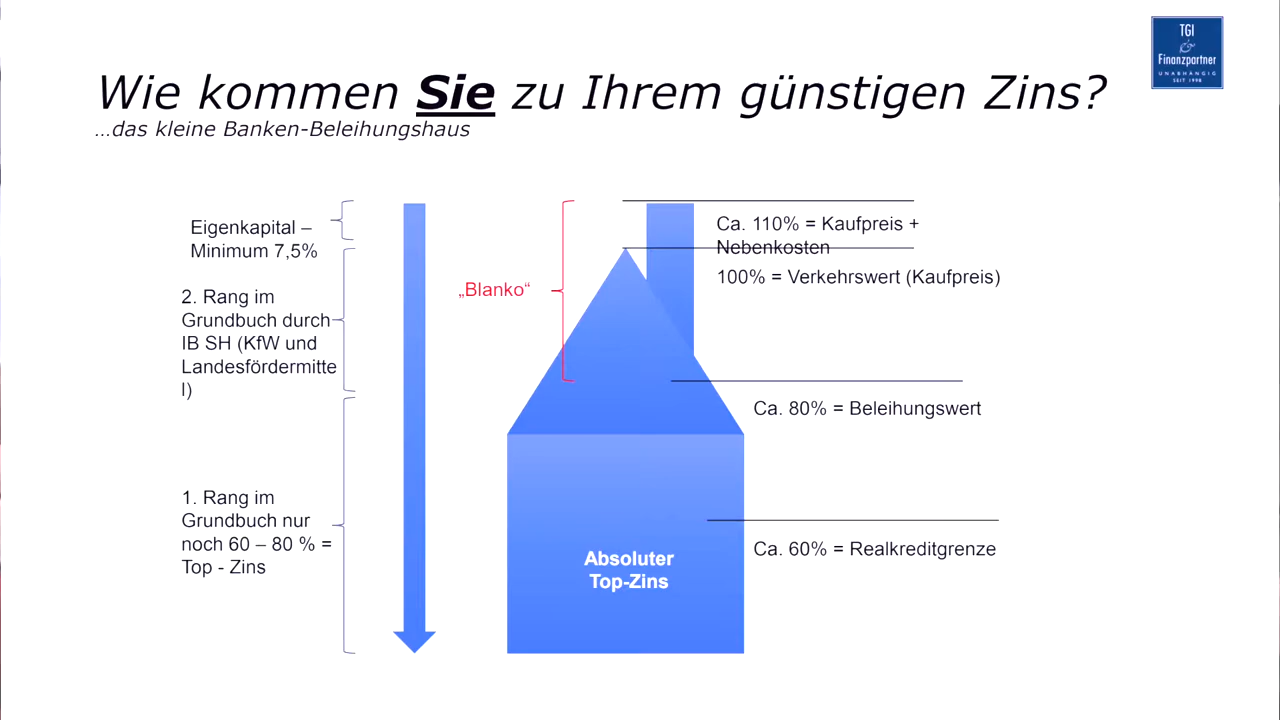 TGI
Finanzpartner
UNABHÄNGIG
SEIT 1998
Wie kommen Sie zu Ihrem günstigen Zins?
…das kleine Banken-Beleihungshaus
Eigenkapital –
Minimum 7,5%
2. Rang im
Grundbuch durch
IB SH (KfW und
Landesfördermitte
l)
1. Rang im
Grundbuch nur
noch 60 – 80 % =
Top - Zins
„Blanko“
Absoluter
Top-Zins
Ca. 110% = Kaufpreis +
Nebenkosten
100% = Verkehrswert (Kaufpreis)
Ca. 80% = Beleihungswert
Ca. 60% = Realkreditgrenze